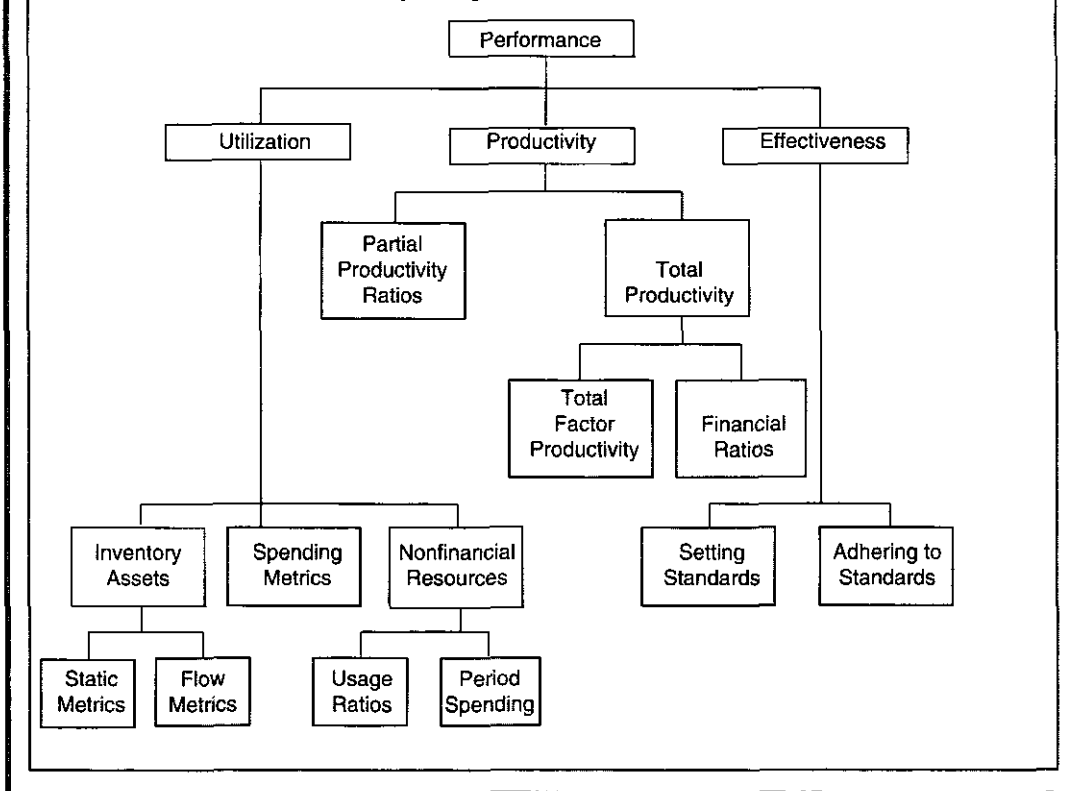 Performance
Utilization
Productivity
Effectiveness
Partial
Productivity
Ratios
Total
Productivity
Total
Factor
Productivity
Financial
Ratios
Inventory
Assets
Spending
Metrics
Nonfinancial
Resources
Setting
Standards
Adhering to
Standards
Static
Metrics
Flow
Metrics
Usage
Ratios
Period
Spending